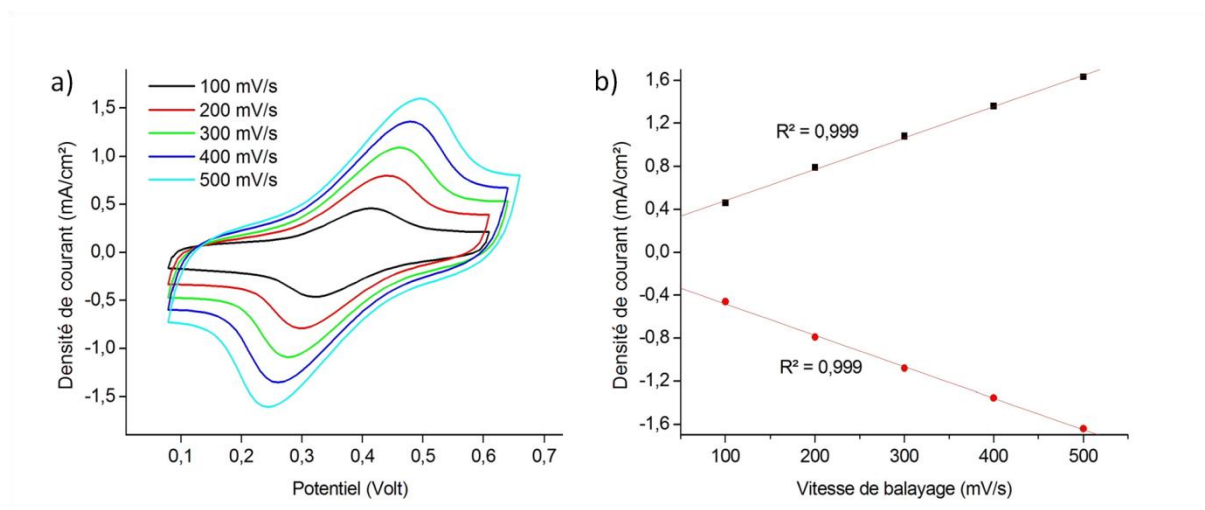 a)
100 mV/s
200 mV/s
300 mV/s
400 mV/s
500 mV/s
Densité de courant (mA/cm²)
1,5
1,0
0,5
0,0
-0,5
-1,0
-1,5
0,1 0,2 0,3 0,4 0,5 0,6 0,7
Potentiel (Volt)
b)
Densité de courant (mA/cm²)
1,6
1,2
0,8
0,4
0,0
-0,4
-0,8
-1,2
-1,6
R² = 0,999
R² = 0,999
100 200 300 400 500
Vitesse de balayage (mV/s)